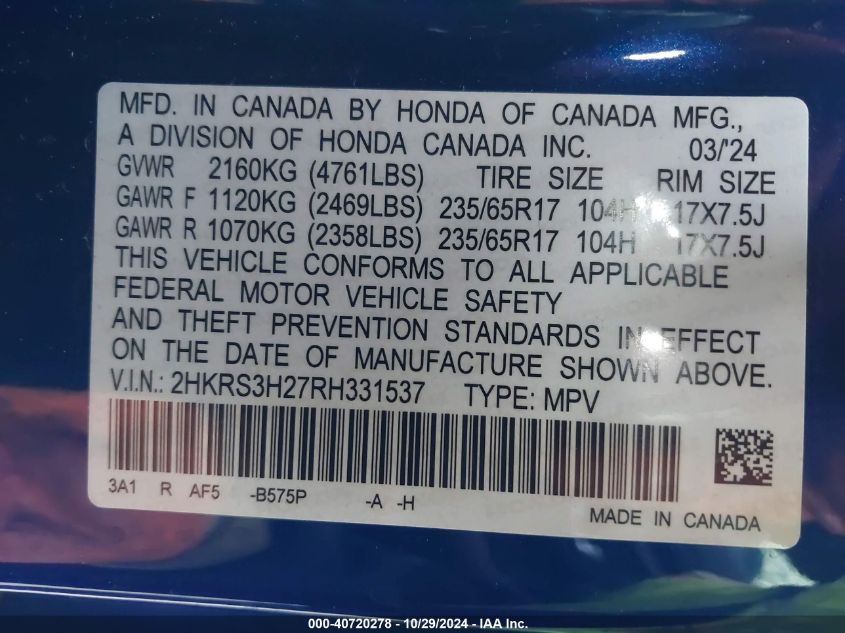 MFD. IN CANADA BY HONDA OF CANADA MFG.,
A DIVISION OF HONDA CANADA INC. 03/'24
GVWR 2160KG (4761LBS) TIRE SIZE RIM SIZE
GAWR F 1120KG (2469LBS) 235/65R17 104H 17X7.5J
GAWR R 1070KG (2358LBS) 235/65R17 104H 17X7.5J
THIS VEHICLE CONFORMS TO ALL APPLICABLE
FEDERAL MOTOR VEHICLE SAFETY
AND THEFT PREVENTION STANDARDS IN EFFECT
ON THE DATE OF MANUFACTURE SHOWN ABOVE.
V.I.N.: 2HKRS3H27RH331537 TYPE: MPV
3A1 R AF5 -B575P -A -H
MADE IN CANADA
000-40720278 - 10/29/2024 - IAA, Inc.